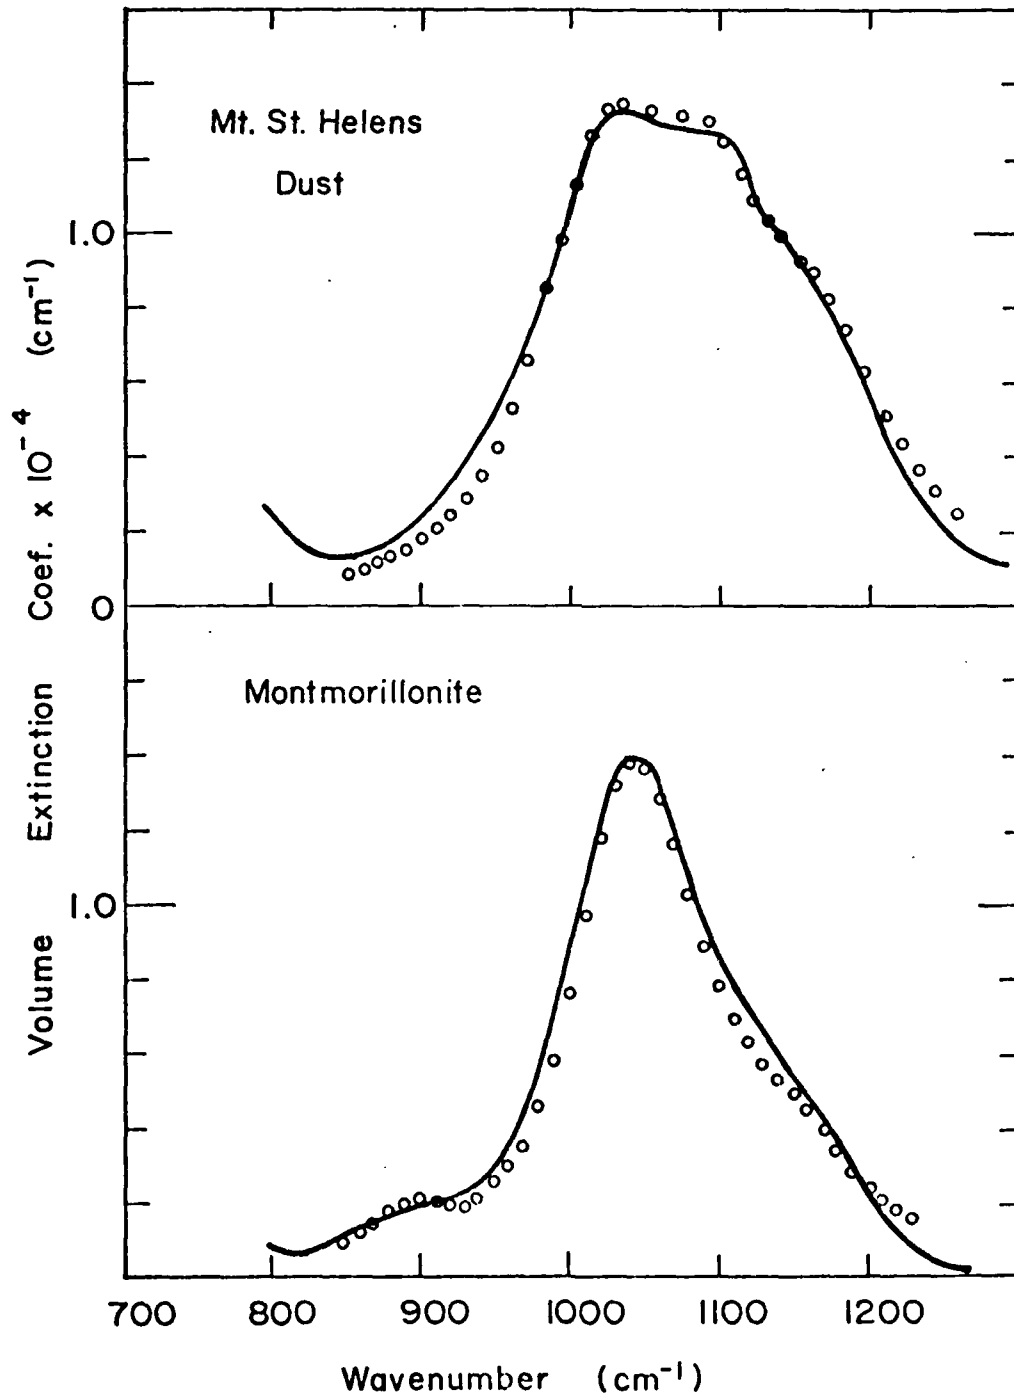 Mt. St. Helens
Dust
1.0
0
Montmorillonite
1.0
Volume Extinction Coef. x 10⁻⁴ (cm⁻¹)
700 800 900 1000 1100 1200
Wavenumber (cm⁻¹)